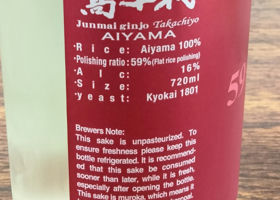 Junmai ginjo Takachiyo
AIYAMA
・Rice: Aiyama 100%
・Polishing ratio: 59% (Flat rice polishing)
・Alc: 16%
・Size: 720ml
・yeast: Kyokai 1801
59
Brewers Note:
This sake is unpasteurized. To
ensure freshness please keep this
bottle refrigerated. It is recommend-
ed that this sake be consumed
sooner than later, while it is fresh,
especially after opening the bottle.
This sake is muroka, which means it